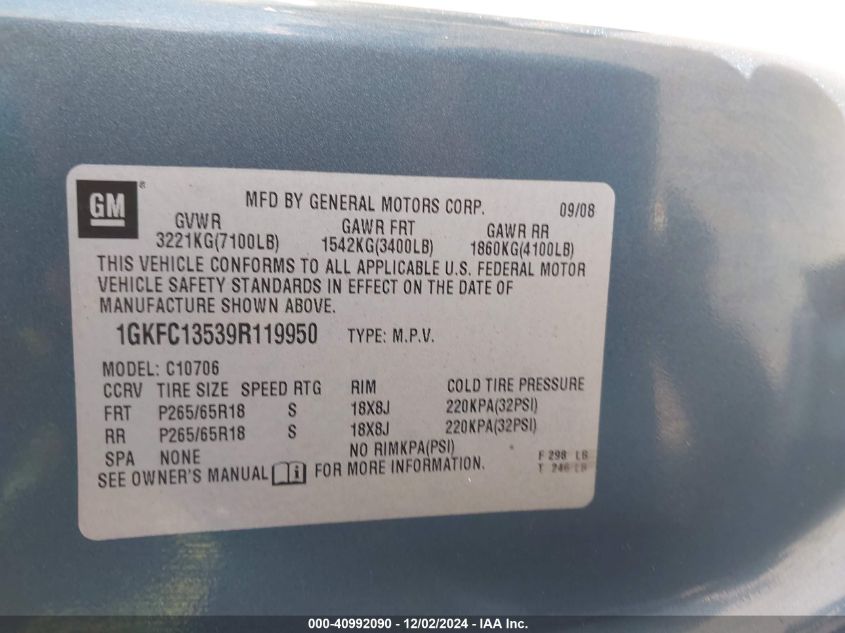 GM ®
MFD BY GENERAL MOTORS CORP. 09/08
GVWR GAWR FRT GAWR RR
3221KG(7100LB) 1542KG(3400LB) 1860KG(4100LB)
THIS VEHICLE CONFORMS TO ALL APPLICABLE U.S. FEDERAL MOTOR
VEHICLE SAFETY STANDARDS IN EFFECT ON THE DATE OF
MANUFACTURE SHOWN ABOVE.
1GKFC13539R119950 TYPE: M.P.V.
MODEL: C10706
CCRV TIRE SIZE SPEED RTG RIM COLD TIRE PRESSURE
FRT P265/65R18 S 18X8J 220KPA(32PSI)
RR P265/65R18 S 18X8J 220KPA(32PSI)
SPA NONE NO RIMKPA(PSI)
SEE OWNER'S MANUAL i FOR MORE INFORMATION.
F 298 LB
T 246 LB
000-40992090 - 12/02/2024 - IAA Inc.